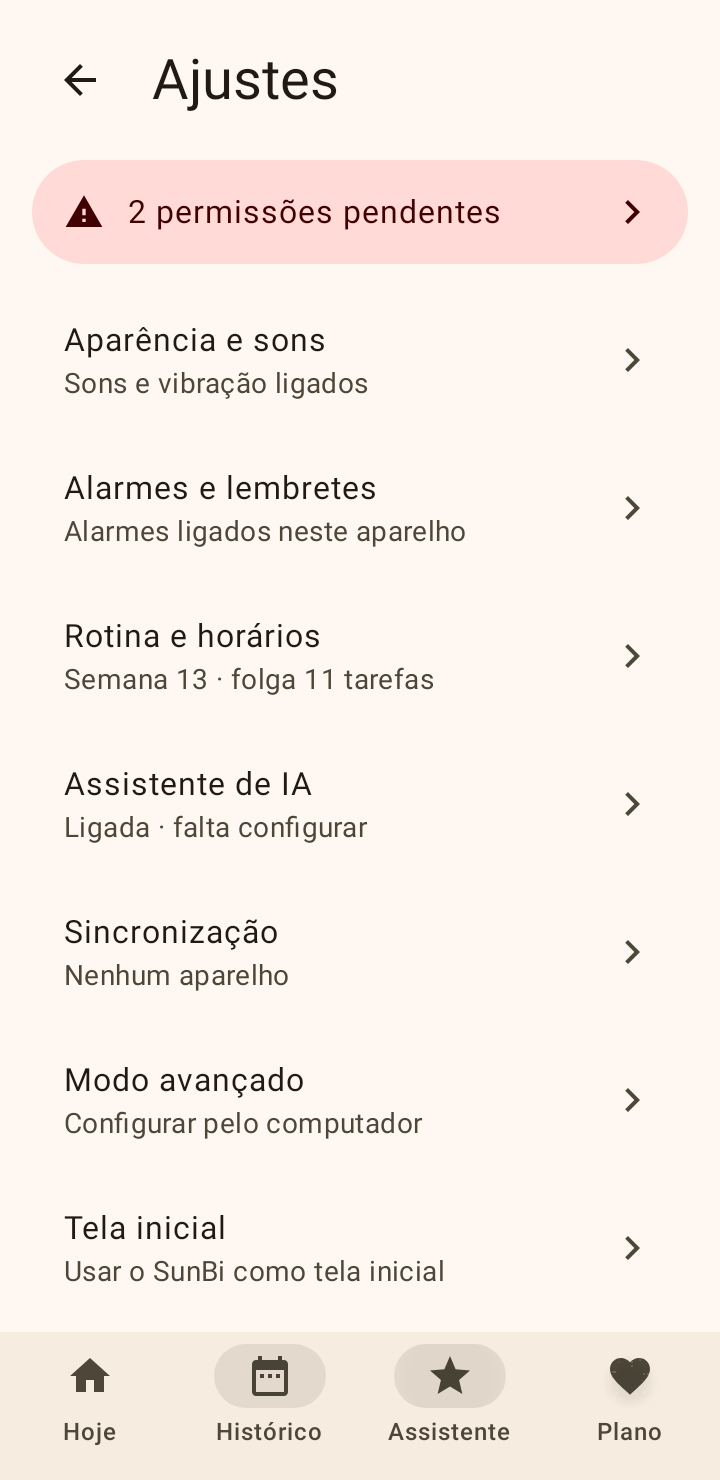 Ajustes
2 permissões pendentes
Aparência e sons
Sons e vibração ligados
Alarmes e lembretes
Alarmes ligados neste aparelho
Rotina e horários
Semana 13 · folga 11 tarefas
Assistente de IA
Ligada · falta configurar
Sincronização
Nenhum aparelho
Modo avançado
Configurar pelo computador
Tela inicial
Usar o SunBi como tela inicial
Hoje
Histórico
Assistente
Plano